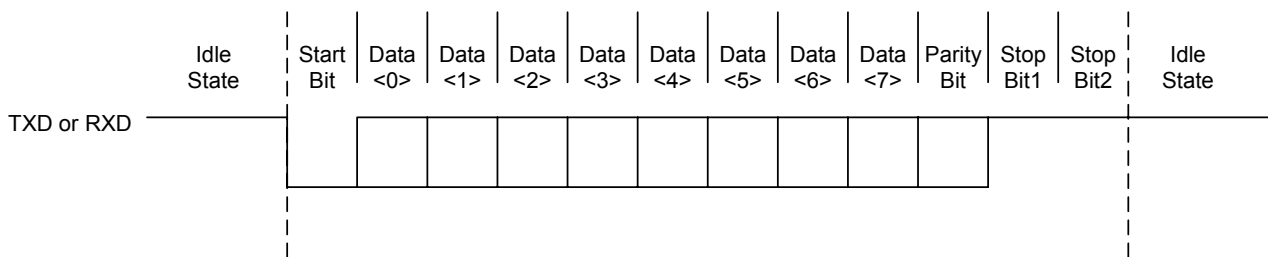 Idle
State
Start
Bit
Data
<0>
Data
<1>
Data
<2>
Data
<3>
Data
<4>
Data
<5>
Data
<6>
Data
<7>
Parity
Bit
Stop
Bit1
Stop
Bit2
Idle
State
TXD or RXD